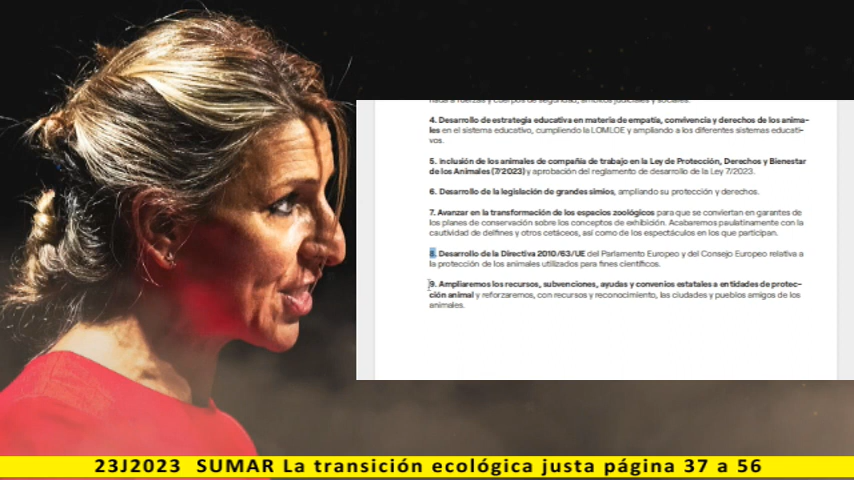 4. Desarrollo de estrategia educativa en materia de empatía, convivencia y derechos de los anima-
les en el sistema educativo, cumpliendo la LOMLOE y ampliando a los diferentes sistemas educati-
vos.
5. Inclusión de los animales de compañía de trabajo en la Ley de Protección, Derechos y Bienestar
de los Animales (7/2023) y aprobación del reglamento de desarrollo de la Ley 7/2023.
6. Desarrollo de la legislación de grandes simios, ampliando su protección y derechos.
7. Avanzar en la transformación de los espacios zoológicos para que se conviertan en garantes de
los planes de conservación sobre los conceptos de exhibición. Acabaremos paulatinamente con la
cautividad de delfines y otros cetáceos, así como de los espectáculos en los que participan.
8. Desarrollo de la Directiva 2010/63/UE del Parlamento Europeo y del Consejo Europeo relativa a
la protección de los animales utilizados para fines científicos.
9. Ampliaremos los recursos, subvenciones, ayudas y convenios estatales a entidades de protec-
ción animal y reforzaremos, con recursos y reconocimiento, las ciudades y pueblos amigos de los
animales.
23J2023 SUMAR La transición ecológica justa página 37 a 56